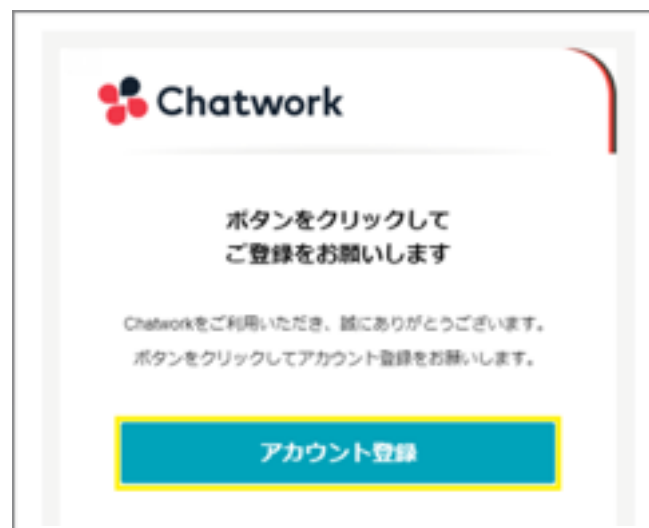 Chatwork
ボタンをクリックして
ご登録をお願いします
Chatworkをご利用いただき、誠にありがとうございます。
ボタンをクリックしてアカウント登録をお願いします。
アカウント登録